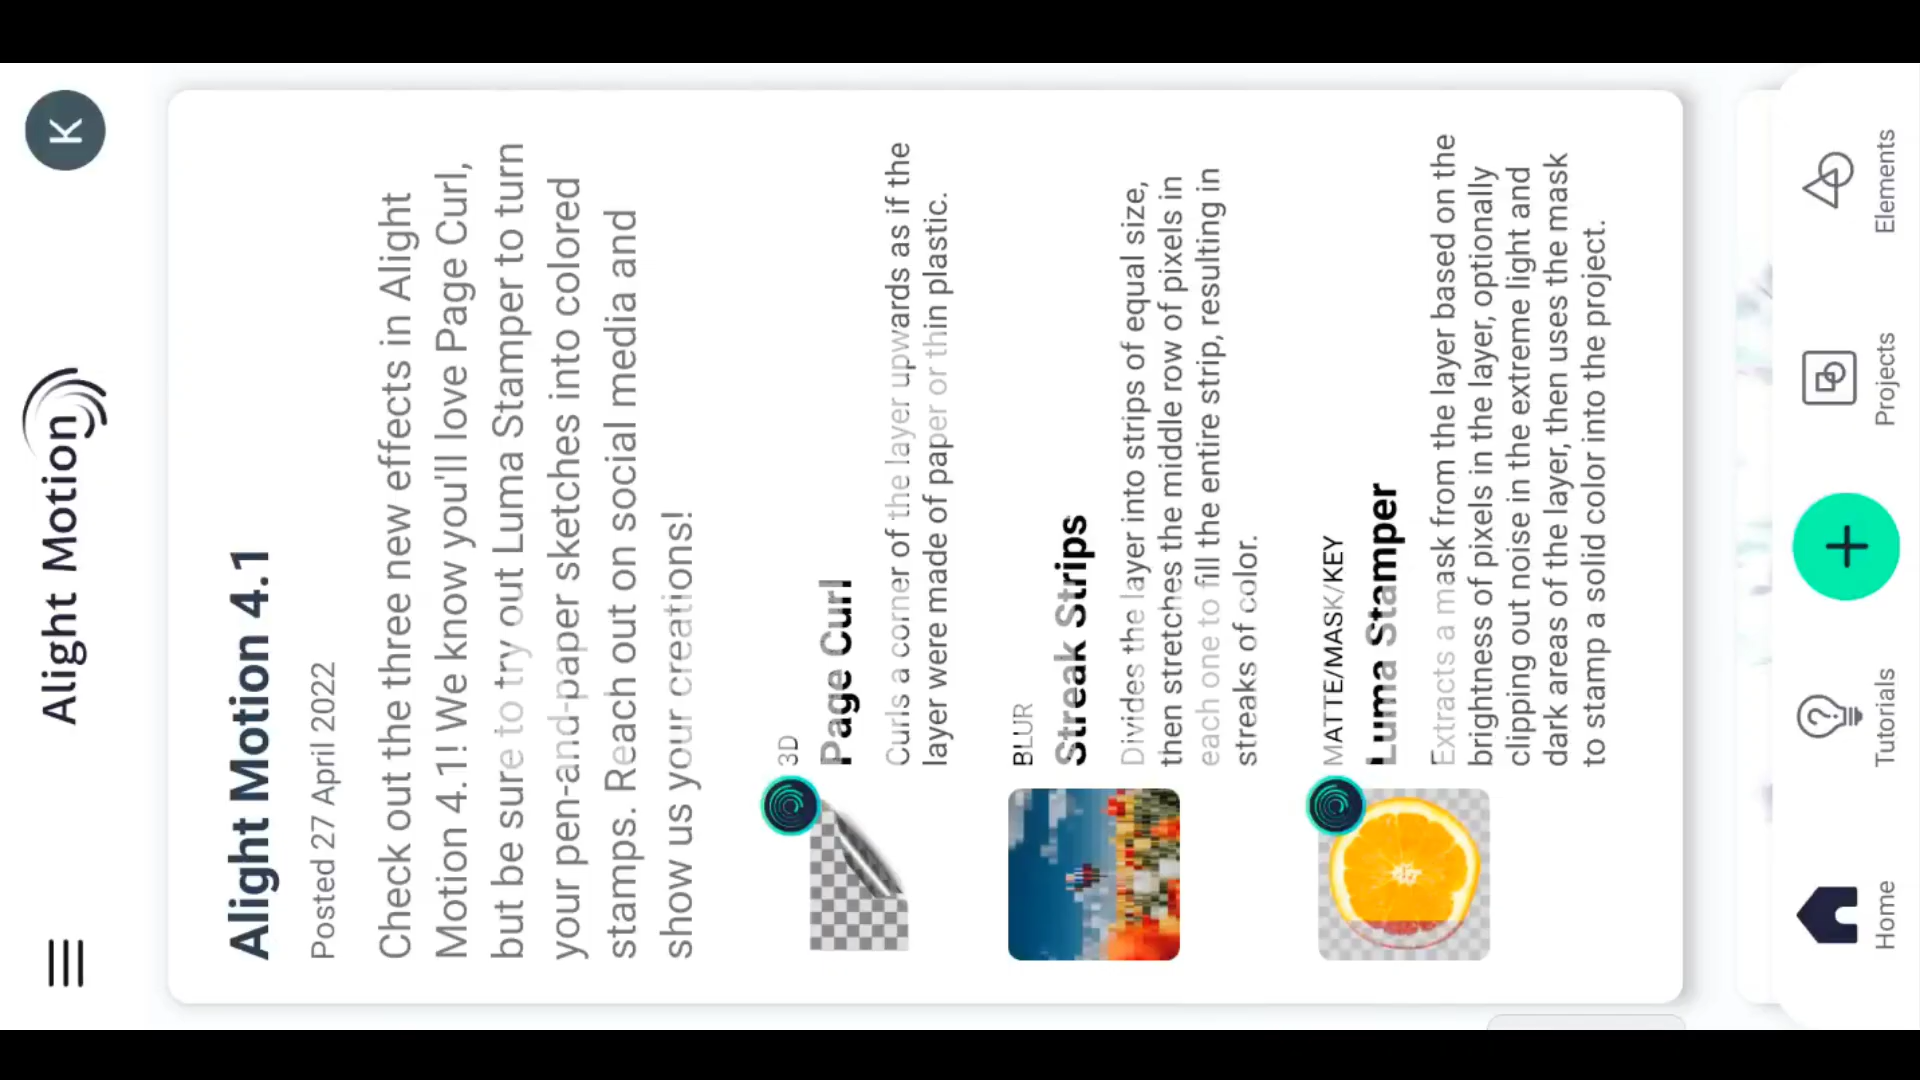 Alight Motion
K
Alight Motion 4.1
Posted 27 April 2022
Check out the three new effects in Alight
Motion 4.1! We know you'll love Page Curl,
but be sure to try out Luma Stamper to turn
your pen-and-paper sketches into colored
stamps. Reach out on social media and
show us your creations!
3D
Page Curl
Curls a corner of the layer upwards as if the
layer were made of paper or thin plastic.
BLUR
Streak Strips
Divides the layer into strips of equal size,
then stretches the middle row of pixels in
each one to fill the entire strip, resulting in
streaks of color.
MATTE/MASK/KEY
Luma Stamper
Extracts a mask from the layer based on the
brightness of pixels in the layer, optionally
clipping out noise in the extreme light and
dark areas of the layer, then uses the mask
to stamp a solid color into the project.
Home
Tutorials
Projects
Elements